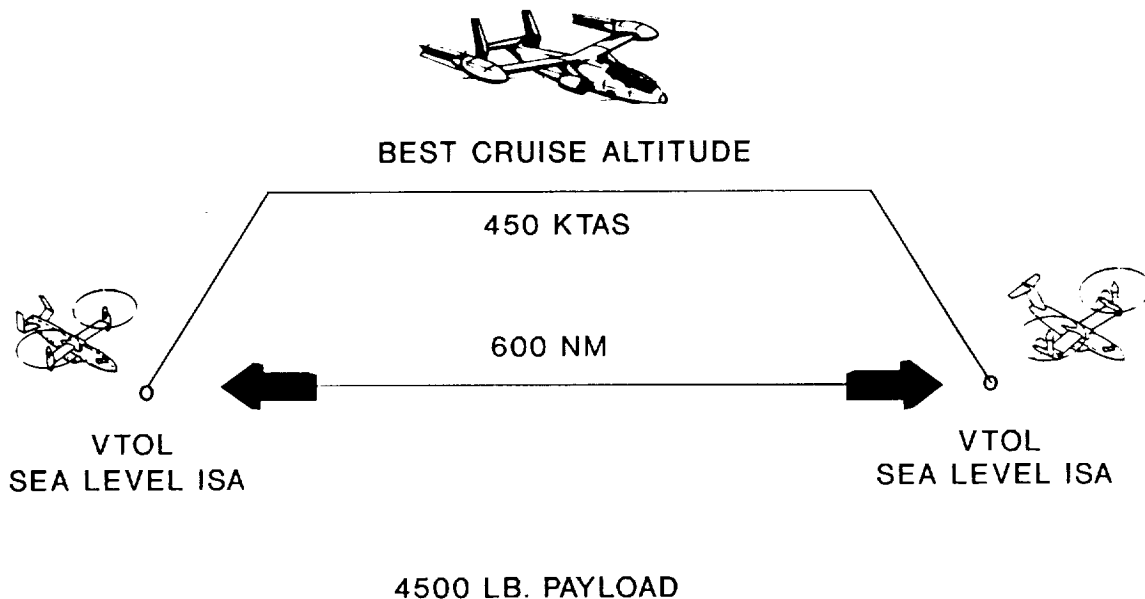 BEST CRUISE ALTITUDE
450 KTAS
600 NM
VTOL
SEA LEVEL ISA
VTOL
SEA LEVEL ISA
4500 LB. PAYLOAD